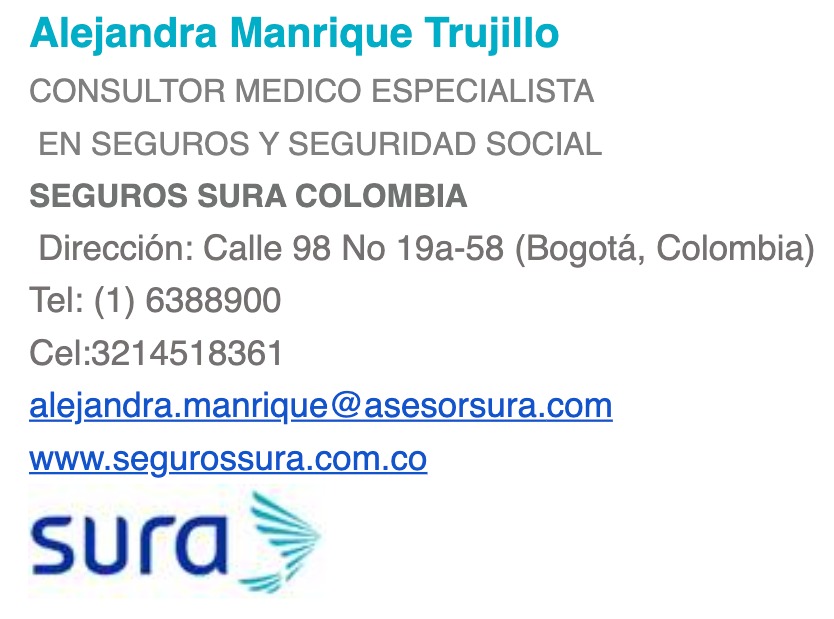 Alejandra Manrique Trujillo
CONSULTOR MEDICO ESPECIALISTA
EN SEGUROS Y SEGURIDAD SOCIAL
SEGUROS SURA COLOMBIA
Dirección: Calle 98 No 19a-58 (Bogotá, Colombia)
Tel: (1) 6388900
Cel:3214518361
alejandra.manrique@asesorsura.com
www.segurossura.com.co
sura